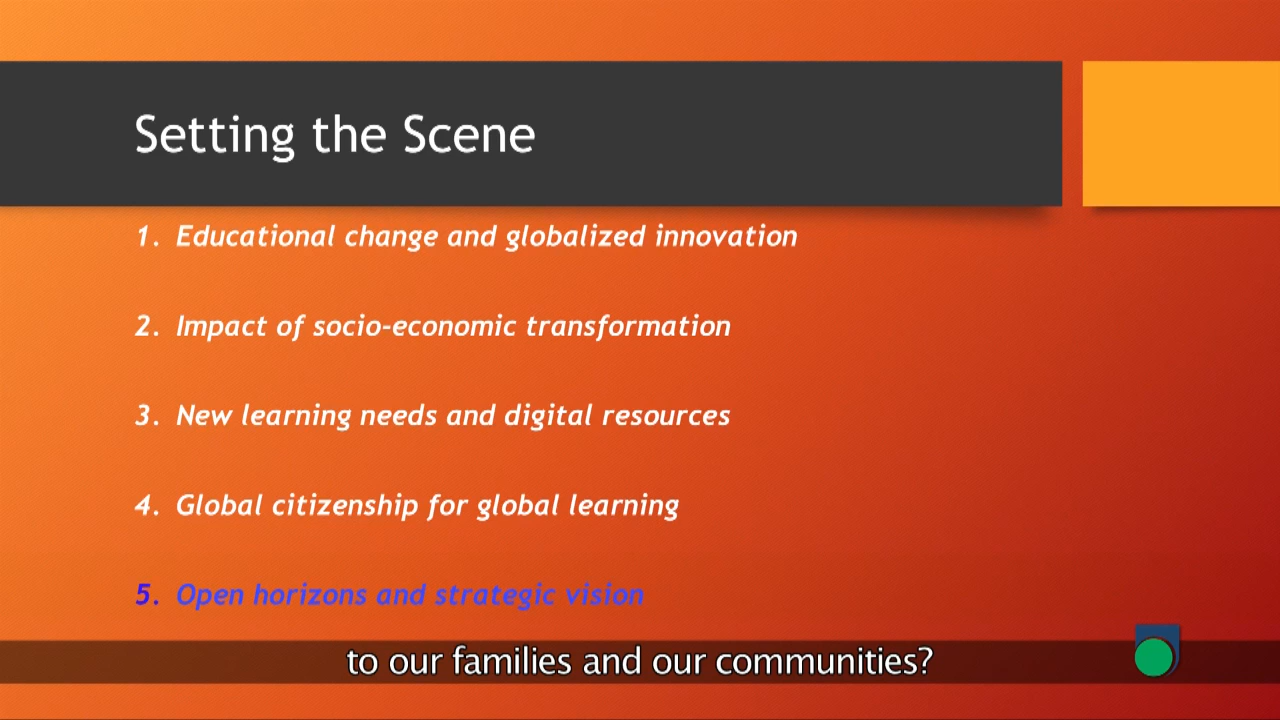 Setting the Scene
1. Educational change and globalized innovation
2. Impact of socio-economic transformation
3. New learning needs and digital resources
4. Global citizenship for global learning
5. Open horizons and strategic vision
to our families and our communities?